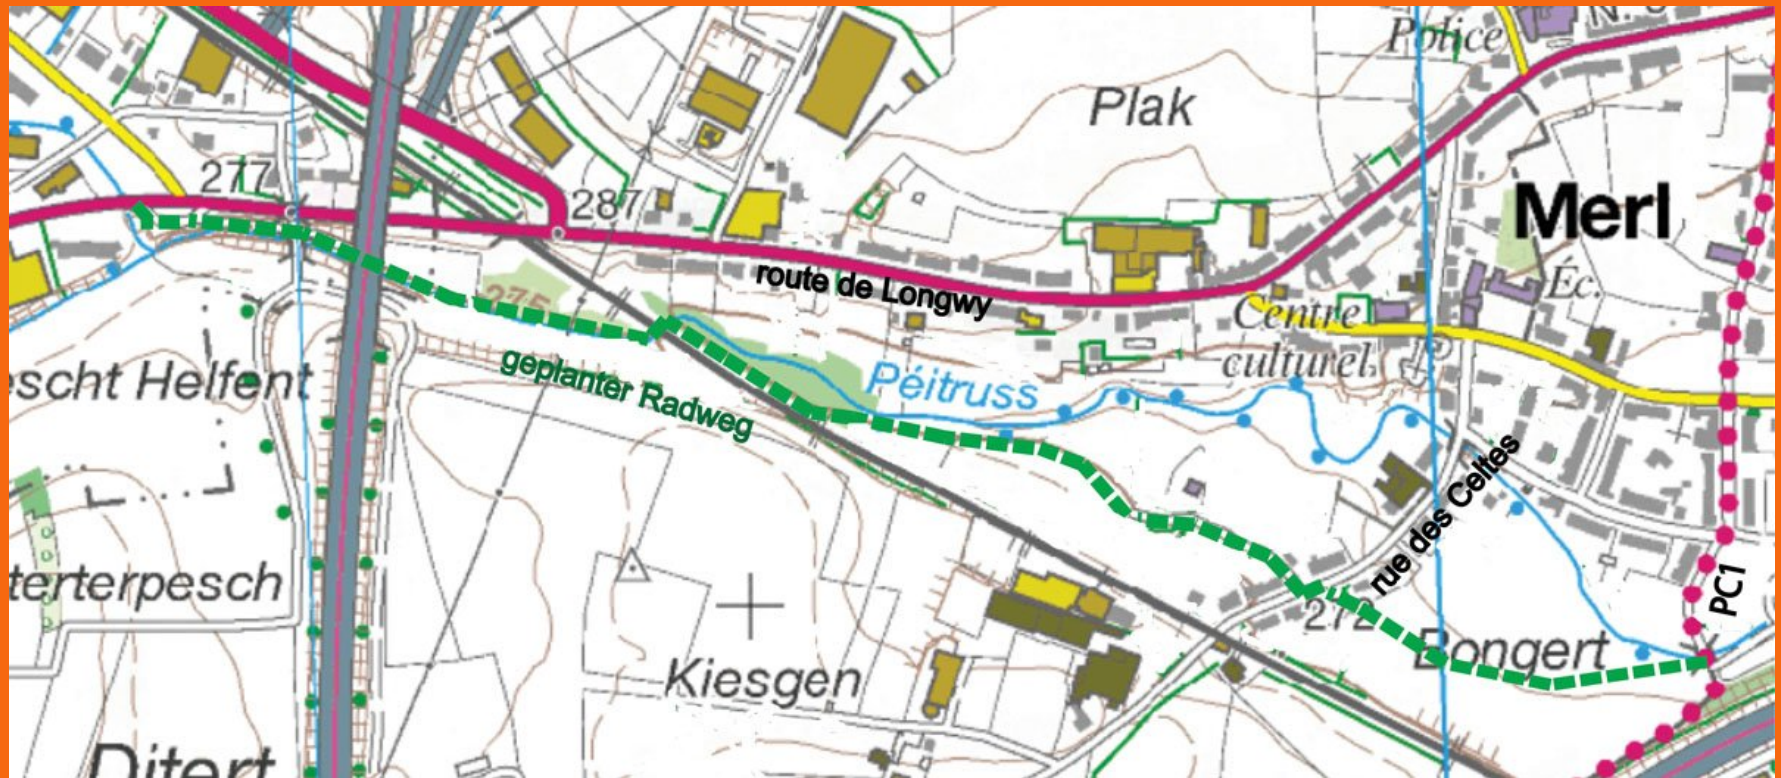 Police
Plak
277
287
Merl
route de Longwy
Éc.
275
Centre
culturel
escht Helfent
geplanter Radweg
Péitruss
rue des Celtes
terterpesch
PC1
272
Bongert
Kiesgen
Ditert